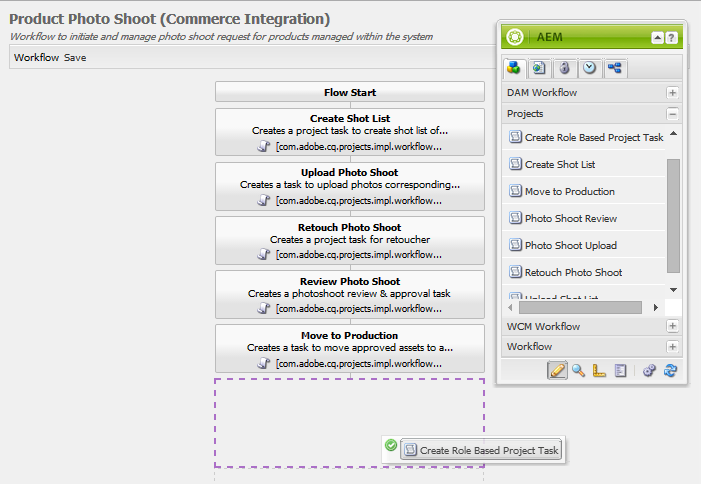 Product Photo Shoot (Commerce Integration)
Workflow to initiate and manage photo shoot request for products managed within the system
Workflow Save
Flow Start
Create Shot List
Creates a project task to create shot list of...
[com.adobe.cq.projects.impl.workflow...
Upload Photo Shoot
Creates a task to upload photos corresponding...
[com.adobe.cq.projects.impl.workflow...
Retouch Photo Shoot
Creates a project task for retoucher
[com.adobe.cq.projects.impl.workflow...
Review Photo Shoot
Creates a photoshoot review & approval task
[com.adobe.cq.projects.impl.workflow...
Move to Production
Creates a task to move approved assets to a...
[com.adobe.cq.projects.impl.workflow...
Create Role Based Project Task
AEM
DAM Workflow
Projects
Create Role Based Project Task
Create Shot List
Move to Production
Photo Shoot Review
Photo Shoot Upload
Retouch Photo Shoot
Upload Shot List
WCM Workflow
Workflow